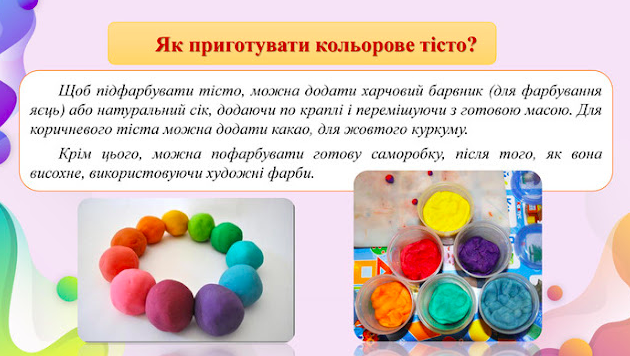 Як приготувати кольорове тісто?
Щоб підфарбувати тісто, можна додати харчовий барвник (для фарбування
яєць) або натуральний сік, додаючи по краплі і перемішуючи з готовою масою. Для
коричневого тіста можна додати какао, для жовтого куркуму.
Крім цього, можна пофарбувати готову саморобку, після того, як вона
висохне, використовуючи художні фарби.